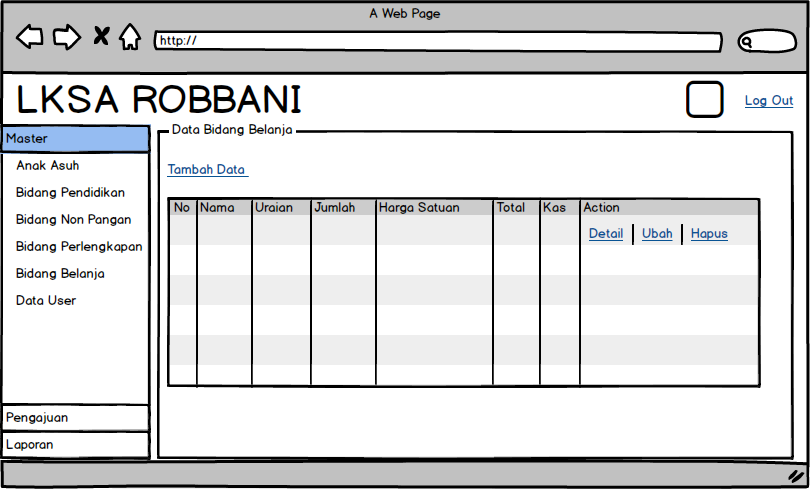 A Web Page
http://
LKSA ROBBANI
Log Out
Master
Anak Asuh
Bidang Pendidikan
Bidang Non Pangan
Bidang Perlengkapan
Bidang Belanja
Data User
Pengajuan
Laporan
Data Bidang Belanja
Tambah Data
No Nama Uraian Jumlah Harga Satuan Total Kas Action
Detail Ubah Hapus